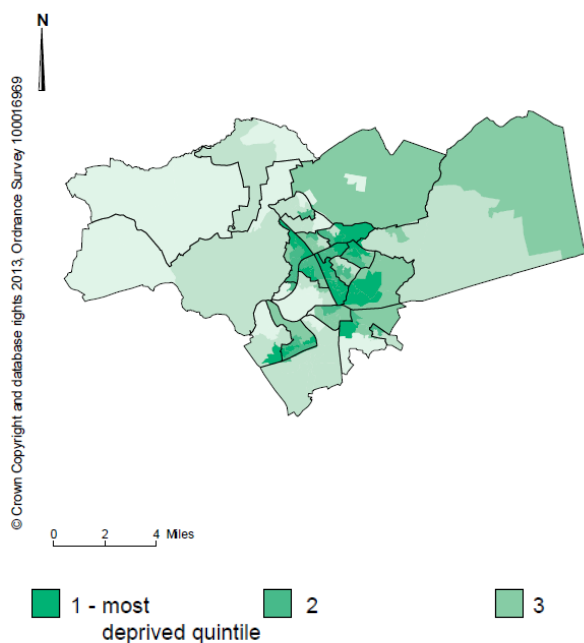 N
© Crown Copyright and database rights 2013, Ordnance Survey 100016969
0 2 4 Miles
1 - most deprived quintile
2
3